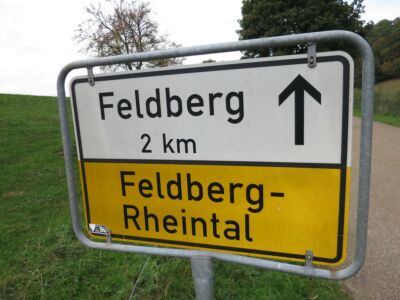 Feldberg
2 km
Feldberg-
Rheintal